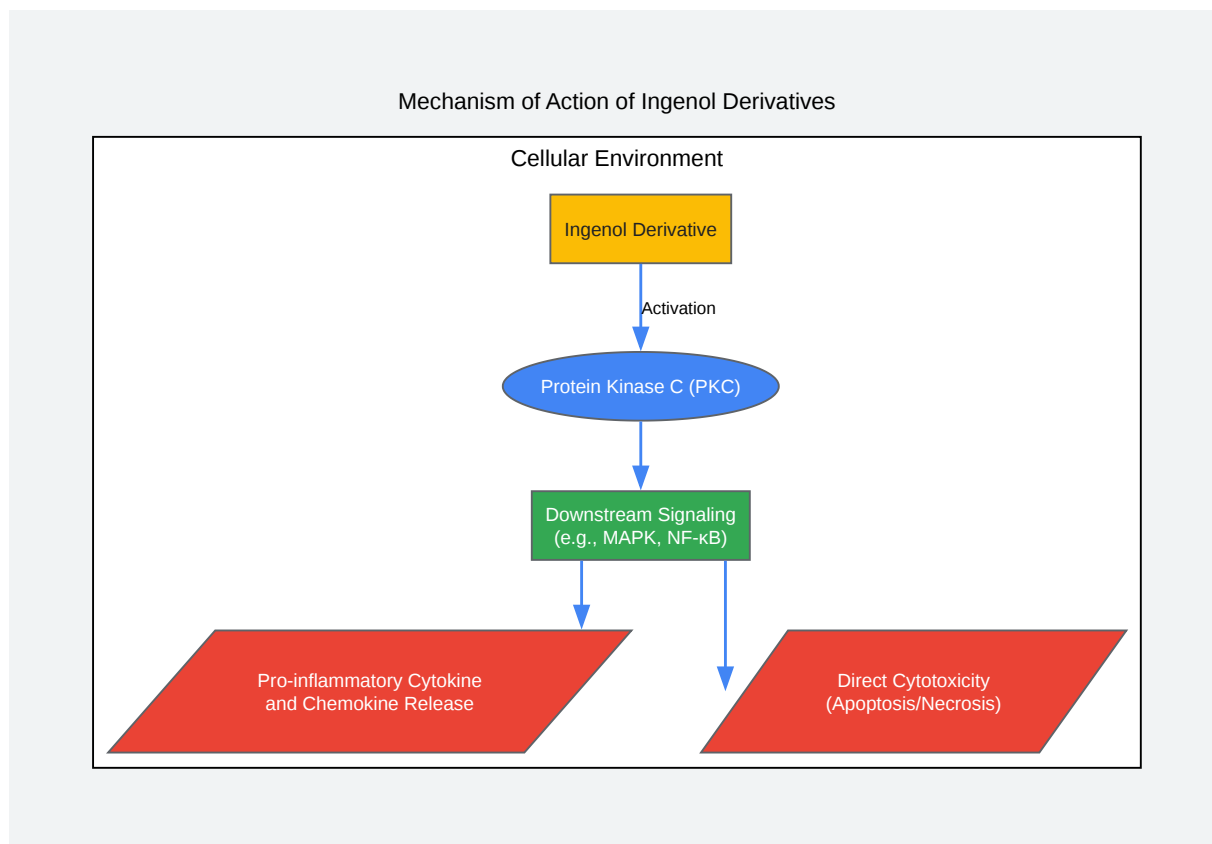 Mechanism of Action of Ingenol Derivatives
Cellular Environment
Ingenol Derivative
Activation
Protein Kinase C (PKC)
Downstream Signaling
(e.g., MAPK, NF-κB)
Pro-inflammatory Cytokine
and Chemokine Release
Direct Cytotoxicity
(Apoptosis/Necrosis)